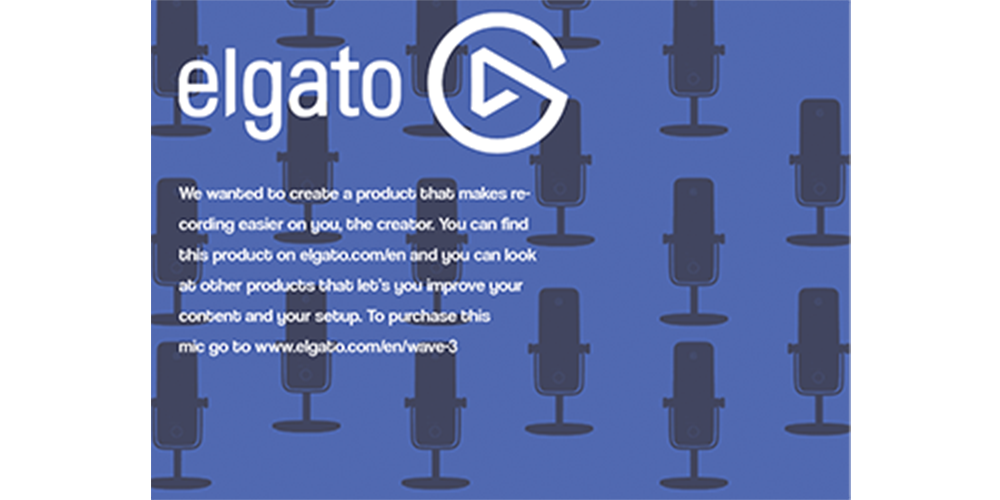 elgato
We wanted to create a product that makes re-
cording easier on you, the creator. You can find
this product on elgato.com/en and you can look
at other products that let's you improve your
content and your setup. To purchase this
mic go to www.elgato.com/en/wave-3